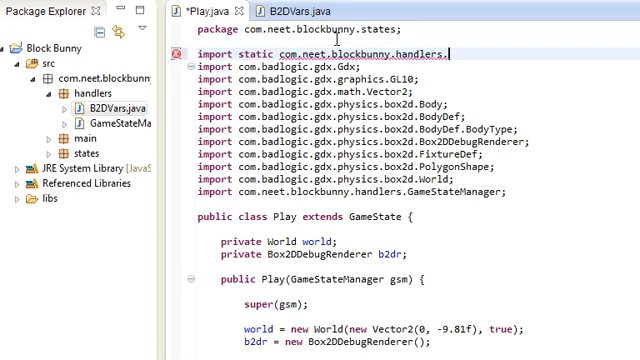 Package Explorer
Block Bunny
src
com.neet.blockbunny
handlers
B2DVars.java
GameStateMa
main
states
JRE System Library [JavaS
Referenced Libraries
libs
*Play.java
B2DVars.java
package com.neet.blockbunny.states;
import static com.neet.blockbunny.handlers.
import com.badlogic.gdx.Gdx;
import com.badlogic.gdx.graphics.GL10;
import com.badlogic.gdx.math.Vector2;
import com.badlogic.gdx.physics.box2d.Body;
import com.badlogic.gdx.physics.box2d.BodyDef;
import com.badlogic.gdx.physics.box2d.BodyDef.BodyType;
import com.badlogic.gdx.physics.box2d.Box2DDebugRenderer;
import com.badlogic.gdx.physics.box2d.FixtureDef;
import com.badlogic.gdx.physics.box2d.PolygonShape;
import com.badlogic.gdx.physics.box2d.World;
import com.neet.blockbunny.handlers.GameStateManager;
public class Play extends GameState {
private World world;
private Box2DDebugRenderer b2dr;
public Play(GameStateManager gsm) {
super(gsm);
world = new World(new Vector2(0, -9.81f), true);
b2dr = new Box2DDebugRenderer();